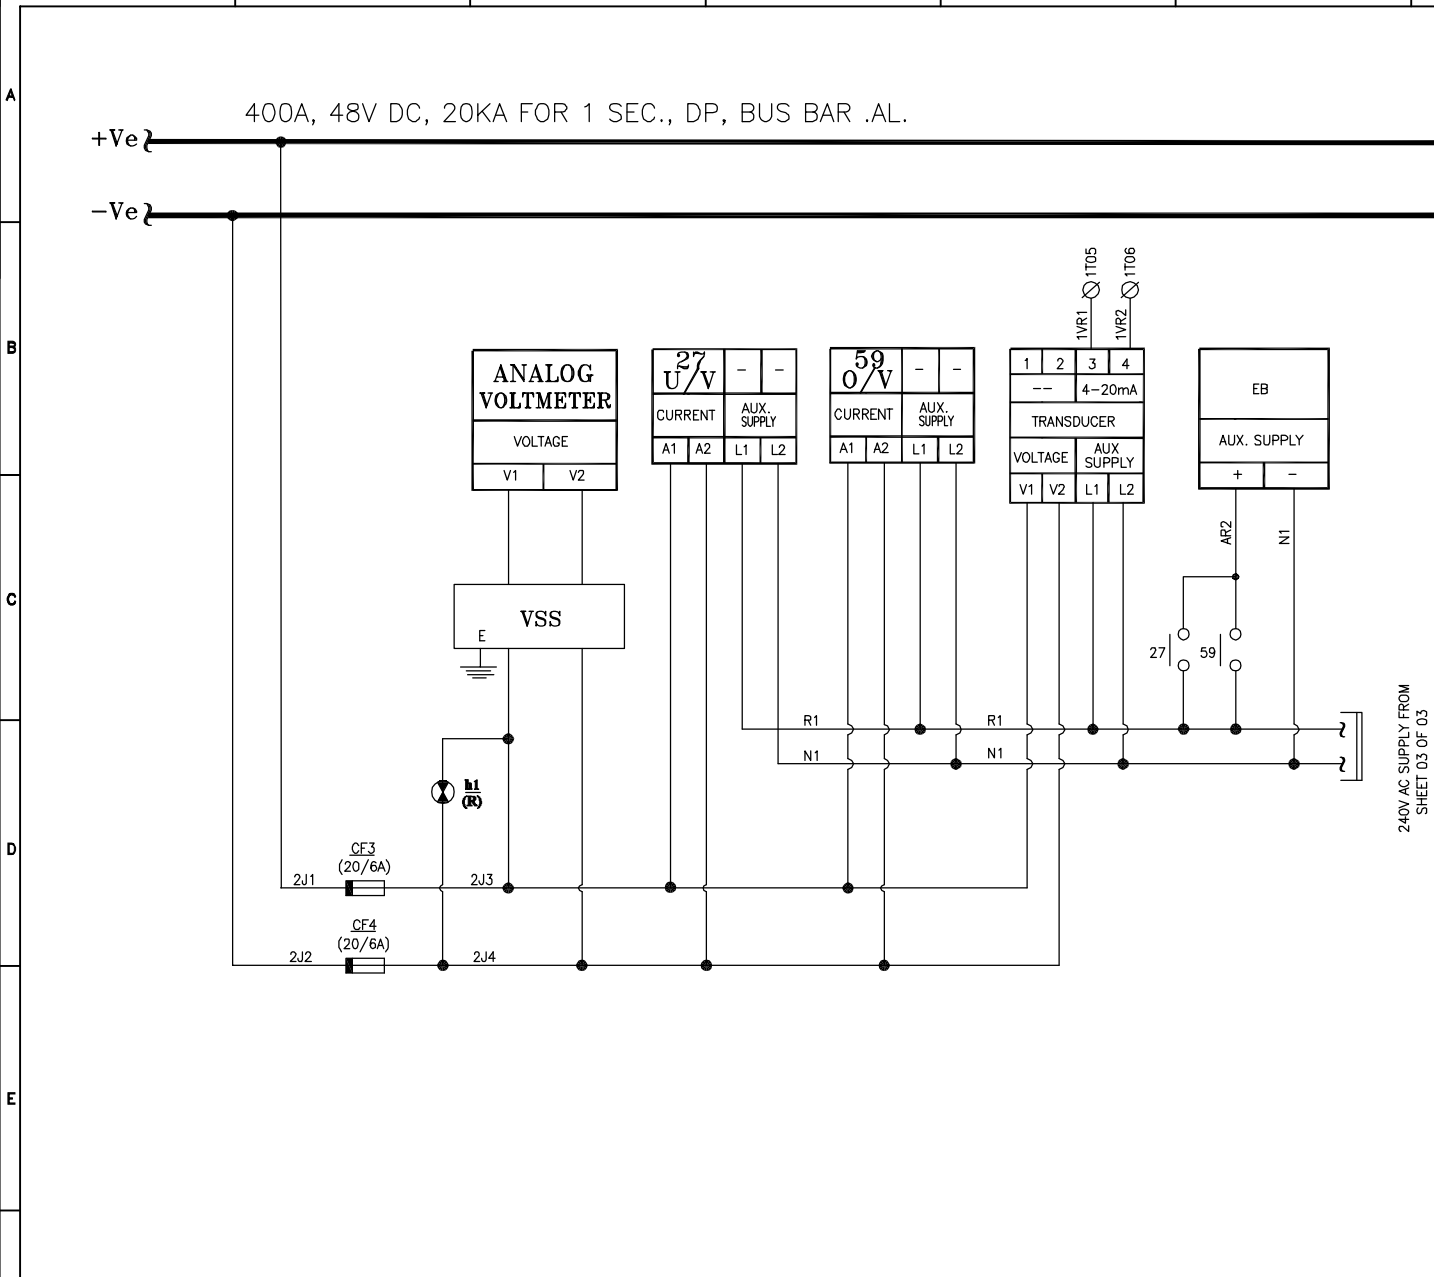 A
400A, 48V DC, 20KA FOR 1 SEC., DP, BUS BAR .AL.
+Ve
-Ve
1T05
1T06
1VR1
1VR2
B
ANALOG
VOLTMETER
VOLTAGE
V1 V2
27
U/V
- -
CURRENT
AUX.
SUPPLY
A1 A2 L1 L2
59
O/V
- -
CURRENT
AUX.
SUPPLY
A1 A2 L1 L2
1 2 3 4
-- 4-20mA
TRANSDUCER
VOLTAGE
AUX
SUPPLY
V1 V2 L1 L2
EB
AUX. SUPPLY
+ -
AR2
N1
C
VSS
E
27
59
R1 R1
N1 N1
240V AC SUPPLY FROM
SHEET 03 OF 03
h1
(R)
D
CF3
(20/6A)
2J1 2J3
CF4
(20/6A)
2J2 2J4
E